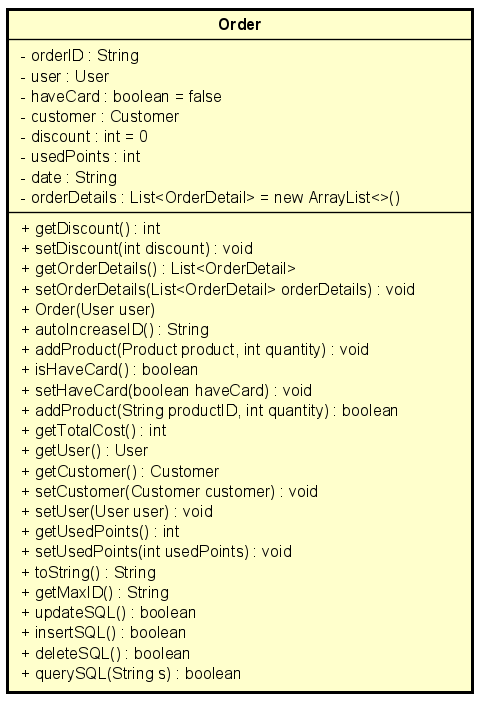 Order
- orderID : String
- user : User
- haveCard : boolean = false
- customer : Customer
- discount : int = 0
- usedPoints : int
- date : String
- orderDetails : List<OrderDetail> = new ArrayList<>()
+ getDiscount() : int
+ setDiscount(int discount) : void
+ getOrderDetails() : List<OrderDetail>
+ setOrderDetails(List<OrderDetail> orderDetails) : void
+ Order(User user)
+ autoIncreaseID() : String
+ addProduct(Product product, int quantity) : void
+ isHaveCard() : boolean
+ setHaveCard(boolean haveCard) : void
+ addProduct(String productID, int quantity) : boolean
+ getTotalCost() : int
+ getUser() : User
+ getCustomer() : Customer
+ setCustomer(Customer customer) : void
+ setUser(User user) : void
+ getUsedPoints() : int
+ setUsedPoints(int usedPoints) : void
+ toString() : String
+ getMaxID() : String
+ updateSQL() : boolean
+ insertSQL() : boolean
+ deleteSQL() : boolean
+ querySQL(String s) : boolean